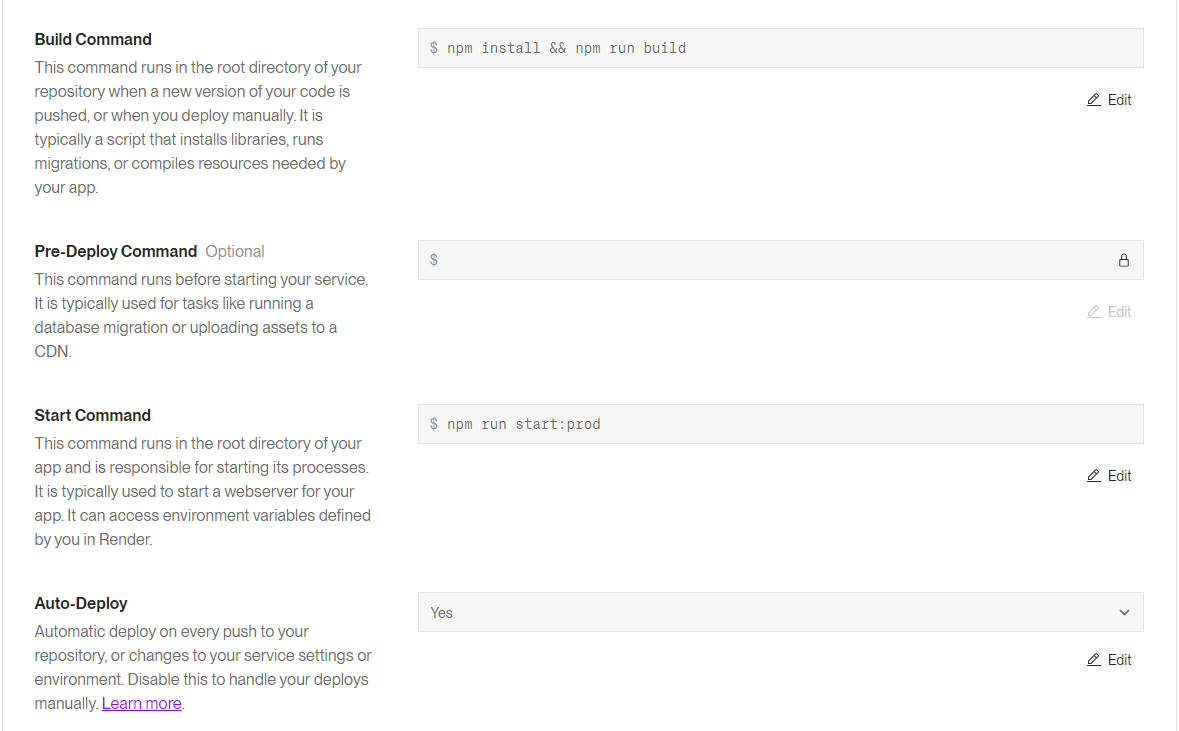 Build Command
This command runs in the root directory of your
repository when a new version of your code is
pushed, or when you deploy manually. It is
typically a script that installs libraries, runs
migrations, or compiles resources needed by
your app.
$ npm install && npm run build
Edit
Pre-Deploy Command Optional
This command runs before starting your service.
It is typically used for tasks like running a
database migration or uploading assets to a
CDN.
$
Edit
Start Command
This command runs in the root directory of your
app and is responsible for starting its processes.
It is typically used to start a webserver for your
app. It can access environment variables defined
by you in Render.
$ npm run start:prod
Edit
Auto-Deploy
Automatic deploy on every push to your
repository, or changes to your service settings or
environment. Disable this to handle your deploys
manually. Learn more.
Yes
Edit